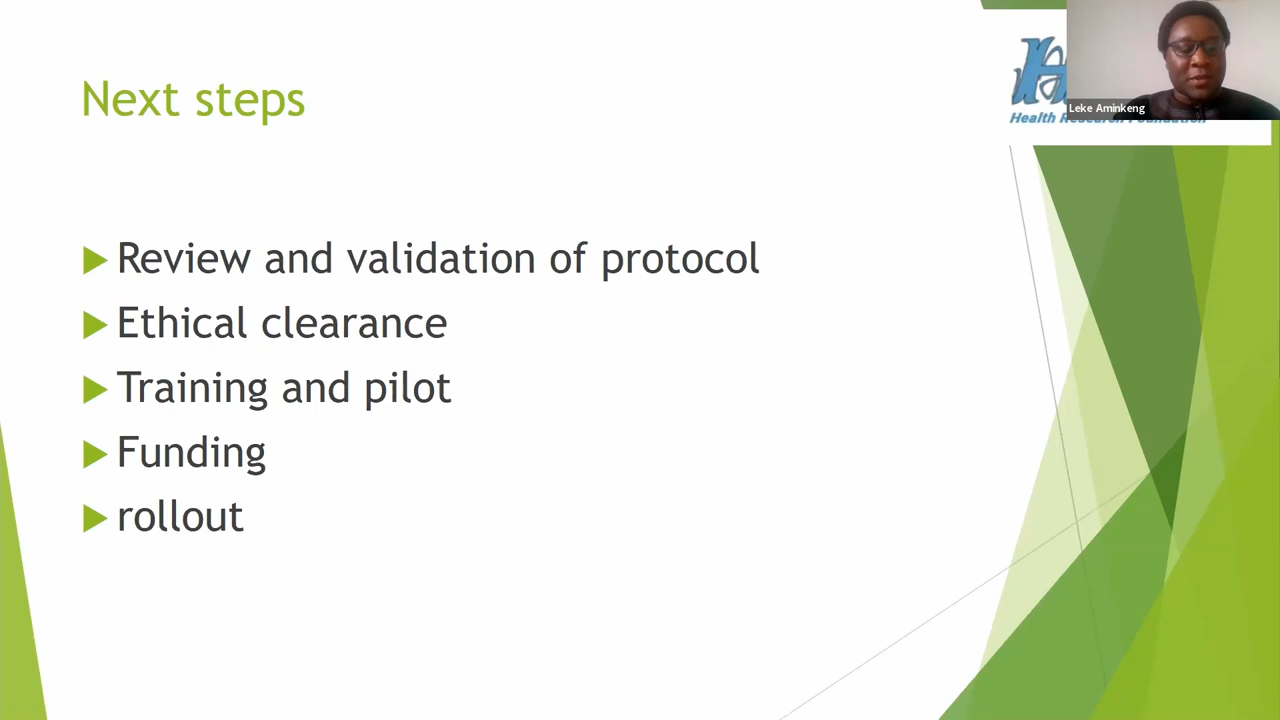 Next steps
Leke Aminkeng
Health Research Foundation
Review and validation of protocol
Ethical clearance
Training and pilot
Funding
rollout